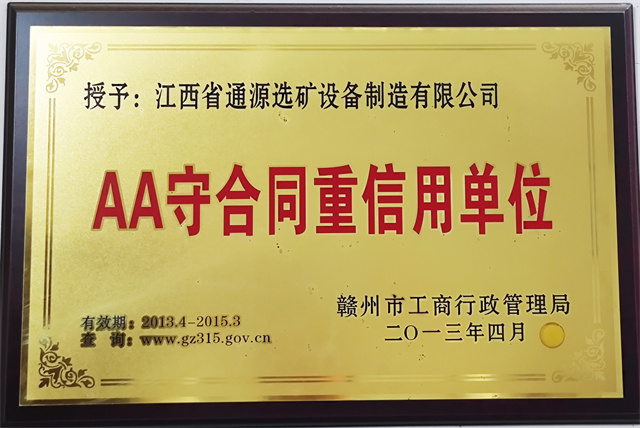 授予：江西省通源选矿设备制造有限公司
AA守合同重信用单位
有效期：2013.4-2015.3
查 询：www.gz315.gov.cn
赣州市工商行政管理局
二〇一三年四月